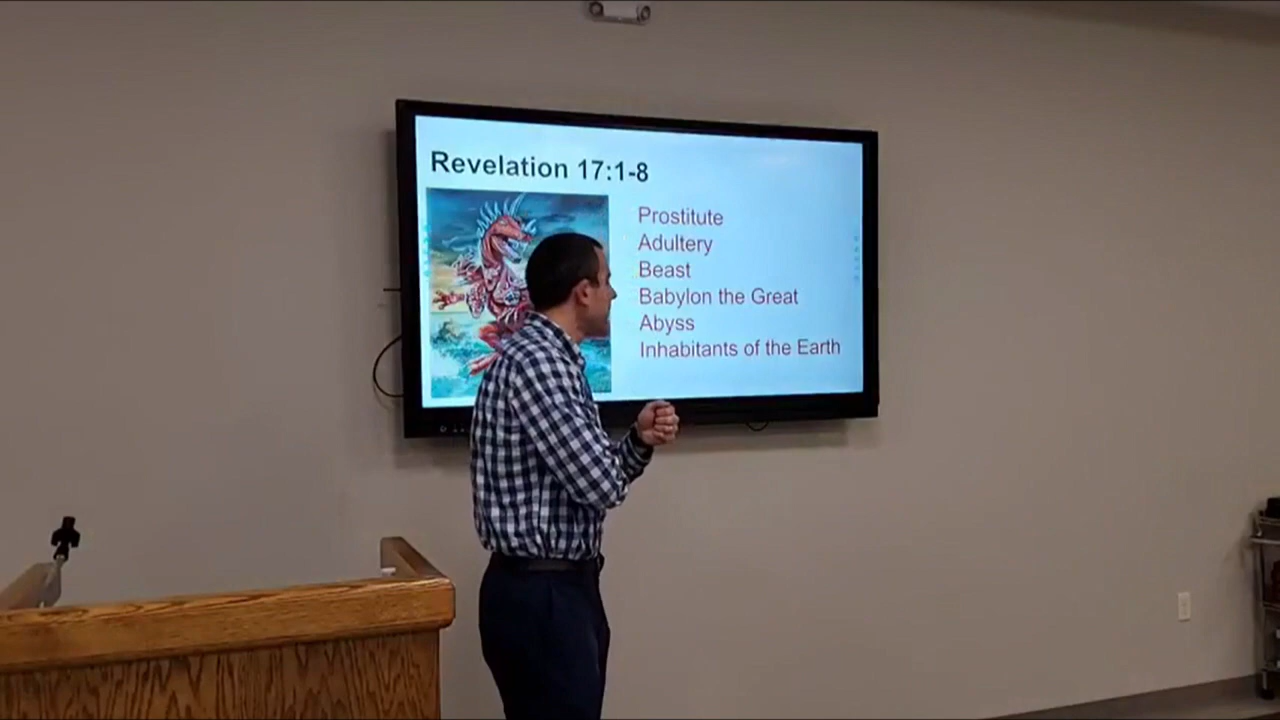 Revelation 17:1-8
Prostitute
Adultery
Beast
Babylon the Great
Abyss
Inhabitants of the Earth